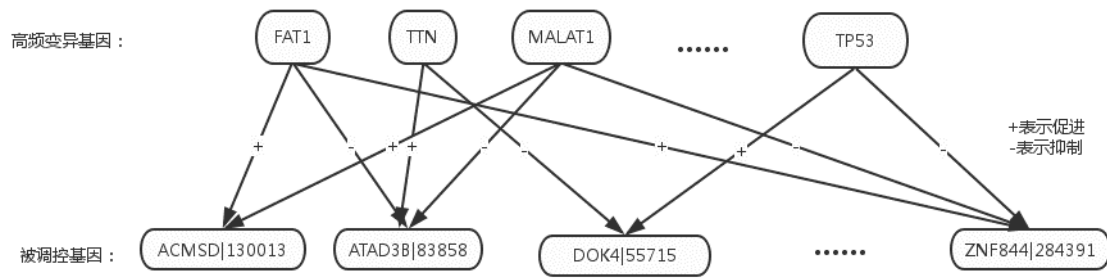 高频变异基因：
FAT1
TTN
MALAT1
......
TP53
+
-
+
+
-
-
+
+
-
-
+表示促进
-表示抑制
被调控基因：
ACMSD|130013
ATAD3B|83858
DOK4|55715
......
ZNF844|284391